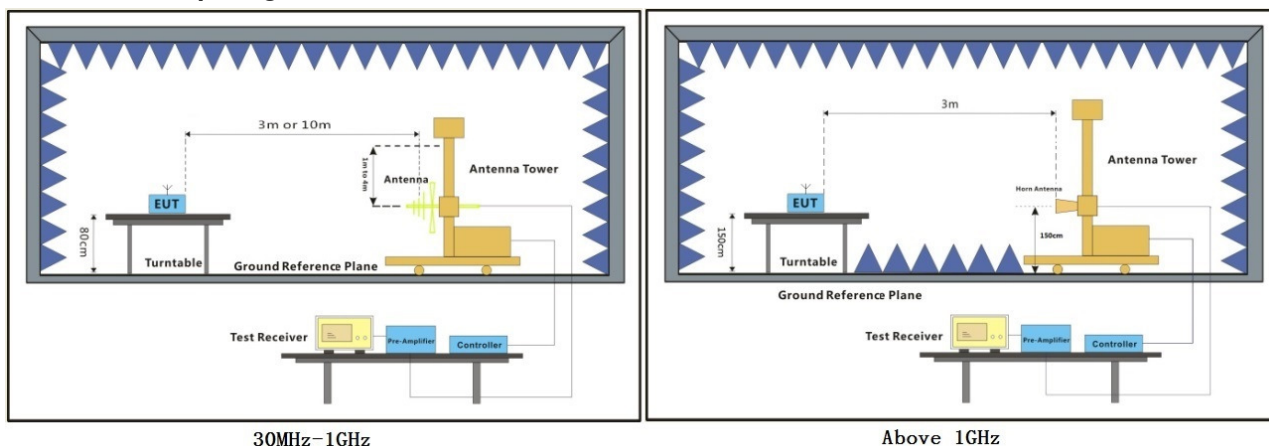 3m or 10m
1m to 4m
Antenna
Antenna Tower
EUT
80cm
Turntable
Ground Reference Plane
Test Receiver
Pre-Amplifier
Controller
30MHz-1GHz
3m
Antenna Tower
Horn Antenna
EUT
150cm
150cm
Turntable
Ground Reference Plane
Test Receiver
Pre-Amplifier
Controller
Above 1GHz